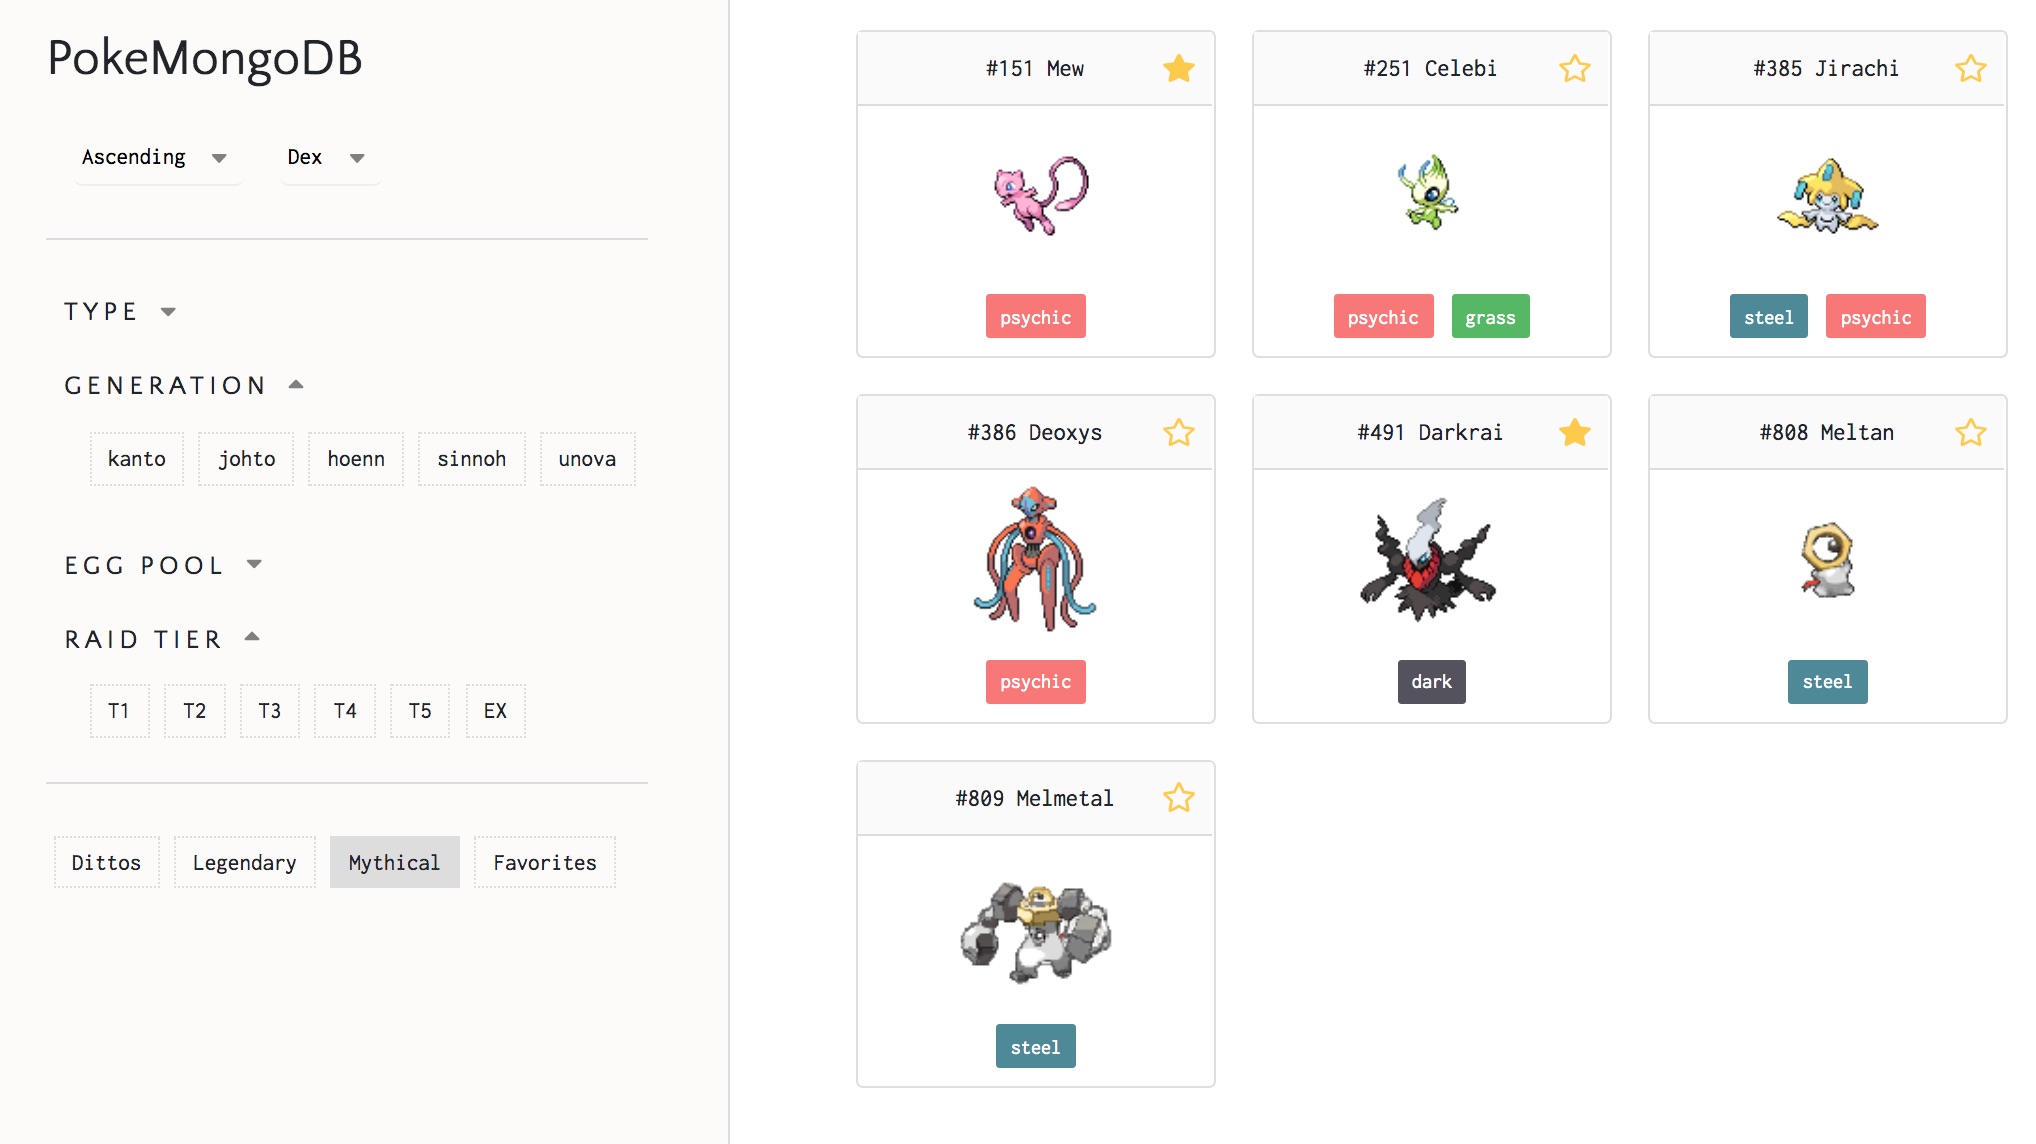 PokeMongoDB
Ascending Dex
TYPE
GENERATION
kanto johto hoenn sinnoh unova
EGG POOL
RAID TIER
T1 T2 T3 T4 T5 EX
Dittos Legendary Mythical Favorites
#151 Mew
psychic
#251 Celebi
psychic grass
#385 Jirachi
steel psychic
#386 Deoxys
psychic
#491 Darkrai
dark
#808 Meltan
steel
#809 Melmetal
steel